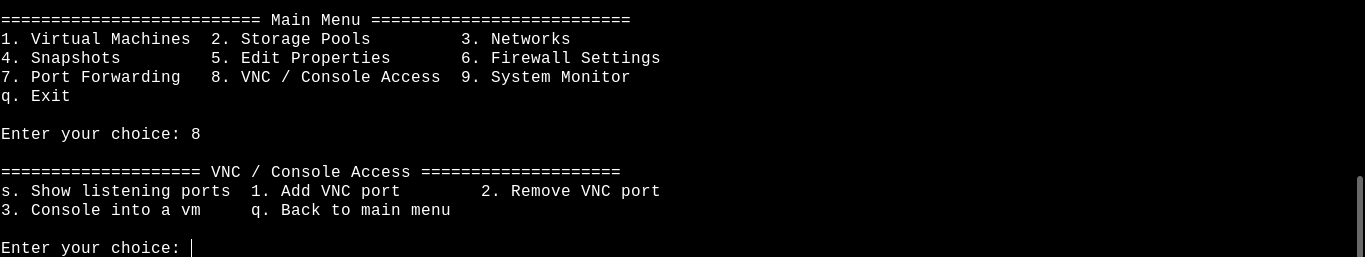 ========================== Main Menu ==========================
1. Virtual Machines  2. Storage Pools         3. Networks
4. Snapshots         5. Edit Properties       6. Firewall Settings
7. Port Forwarding   8. VNC / Console Access  9. System Monitor
q. Exit
Enter your choice: 8
==================== VNC / Console Access ====================
s. Show listening ports  1. Add VNC port        2. Remove VNC port
3. Console into a vm     q. Back to main menu
Enter your choice: